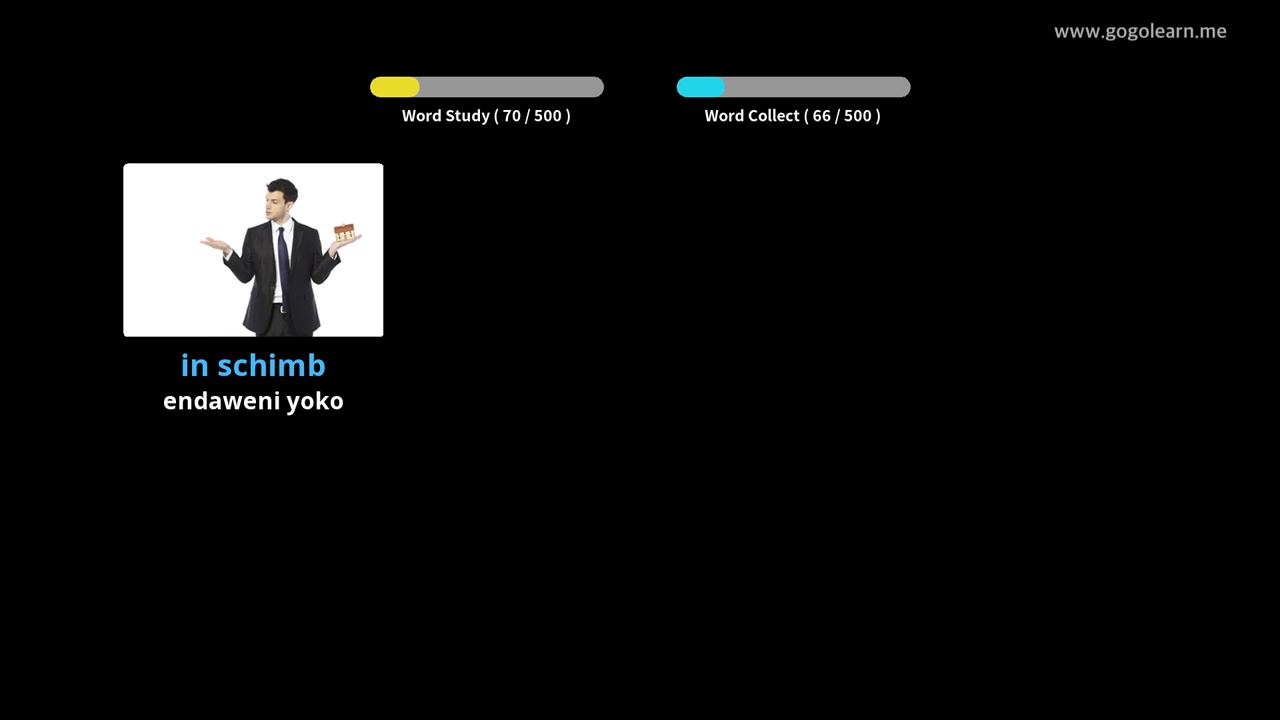 www.gogolearn.me
Word Study ( 70 / 500 )
Word Collect ( 66 / 500 )
in schimb
endaweni yoko